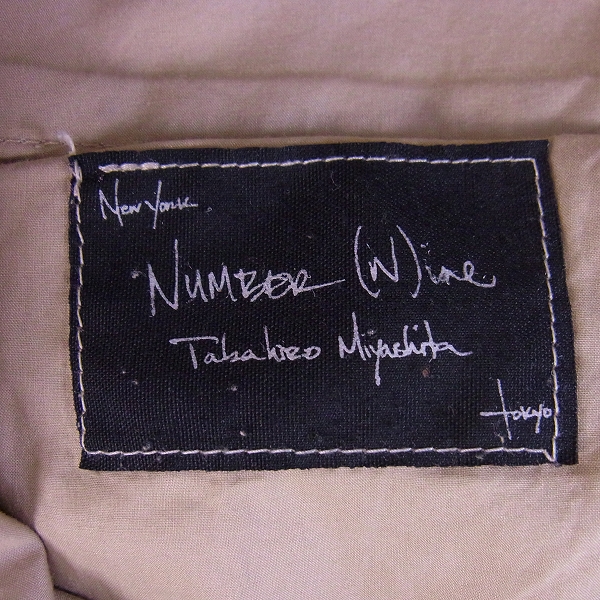 New York
NUMBER (N)ine
Takahiro Miyashita
tokyo